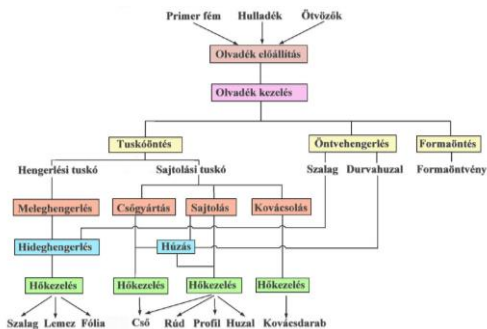 Primer fém Hulladék Ötvözők
Olvadék előállítás
Olvadék kezelés
Tuskóöntés Öntvehengerlés Formaöntés
Hengerlési tuskó Sajtolási tuskó Szalag Durvahuzal Formaöntvény
Meleghengerlés Csőgyártás Sajtolás Kovácsolás
Hideghengerlés Húzás
Hőkezelés Hőkezelés Hőkezelés Hőkezelés
Szalag Lemez Fólia Cső Rúd Profil Huzal Kovácsdarab